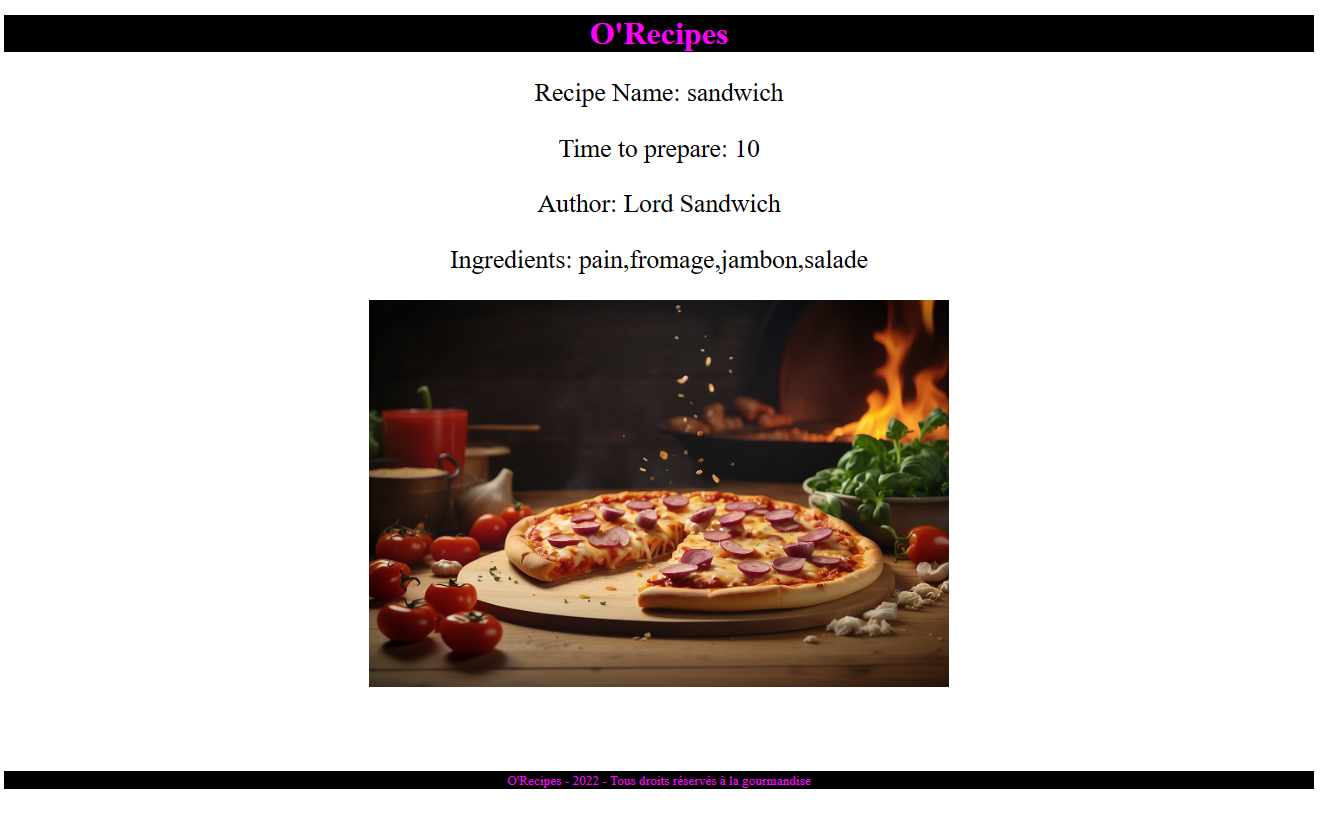 O'Recipes
Recipe Name: sandwich
Time to prepare: 10
Author: Lord Sandwich
Ingredients: pain,fromage,jambon,salade
O'Recipes - 2022 - Tous droits réservés à la gourmandise